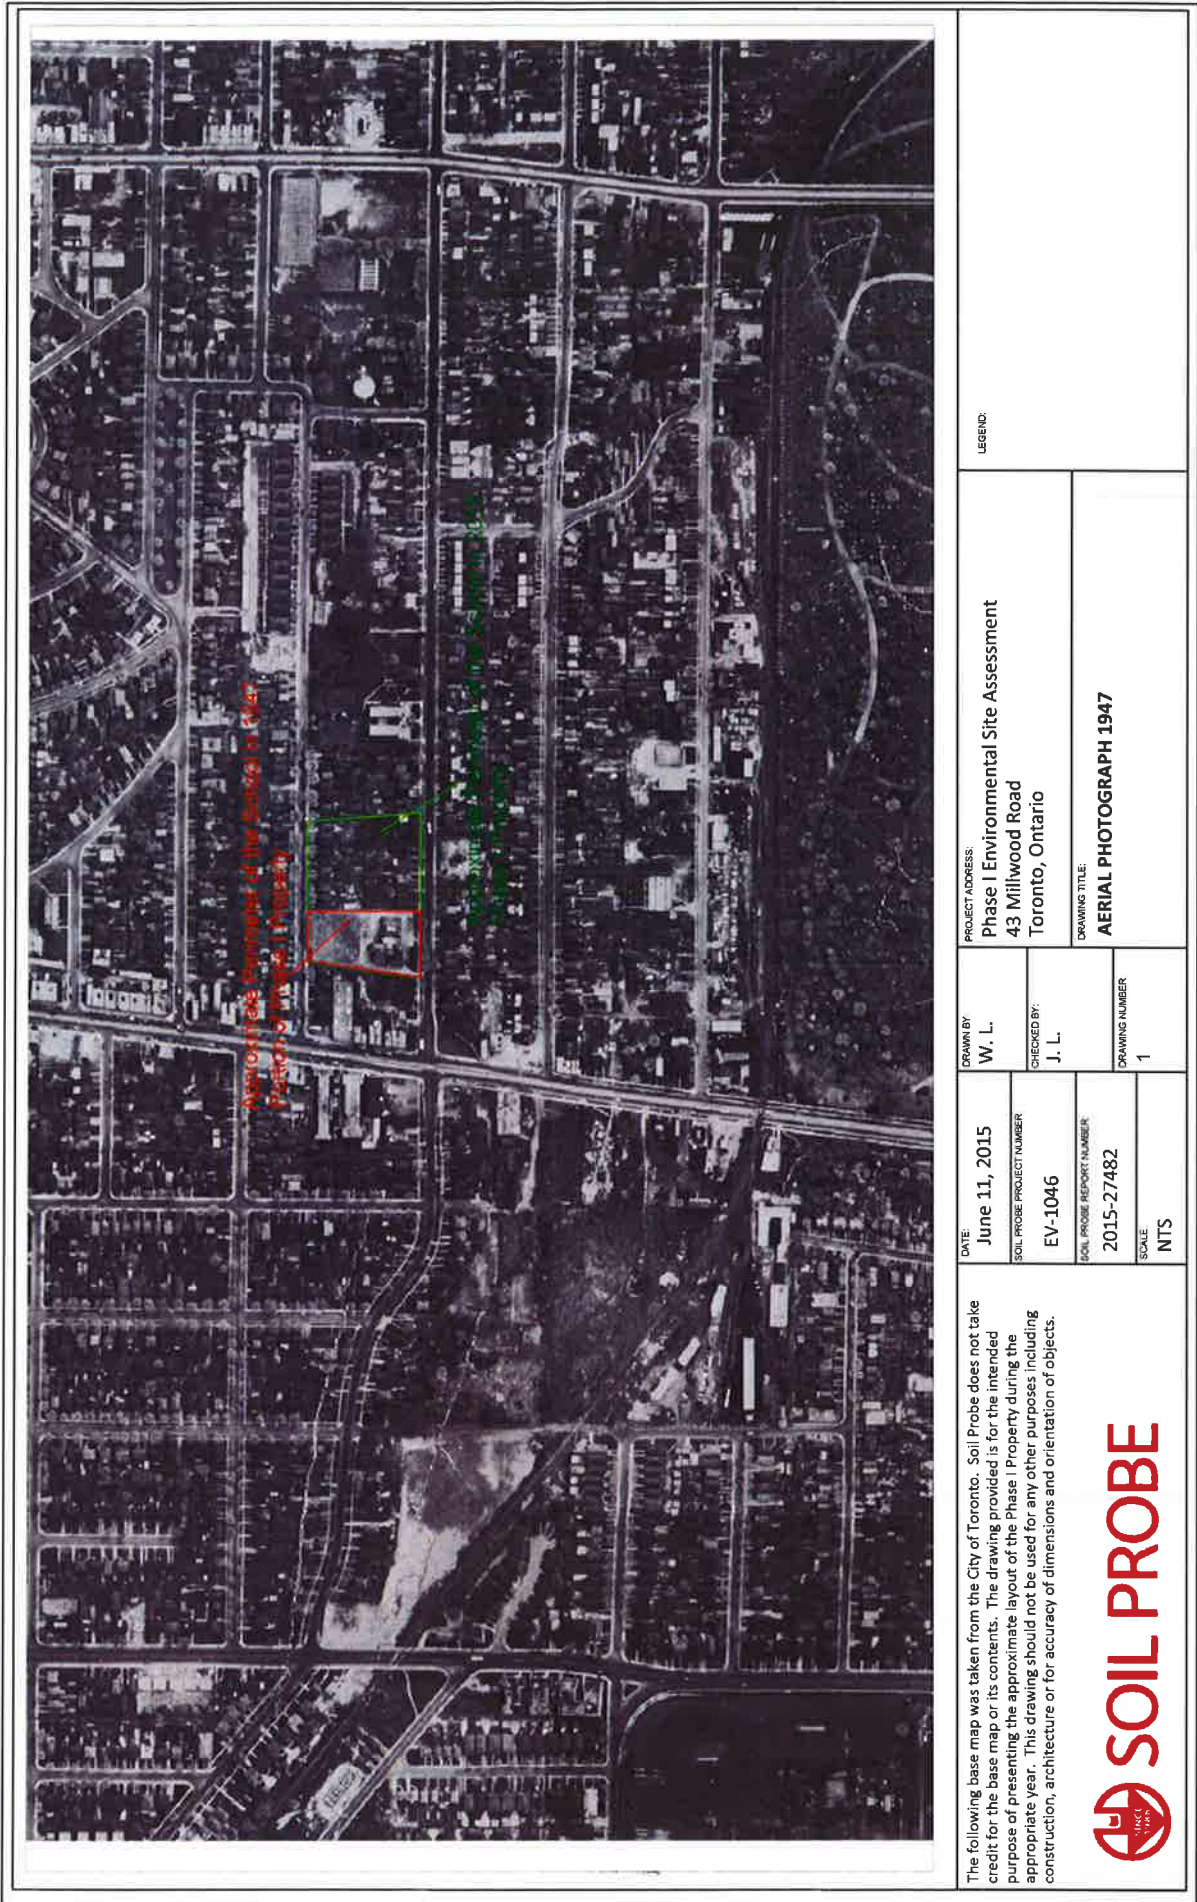 Approximate Perimeter of the School in 1947
Portion of Phase I Property
The following base map was taken from the City of Toronto. Soil Probe does not take
credit for the base map or its contents. The drawing provided is for the intended
purpose of presenting the approximate layout of the Phase I Property during the
appropriate year. This drawing should not be used for any other purposes including
construction, architecture or for accuracy of dimensions and orientation of objects.
SOIL PROBE
SINCE
DATE:
June 11, 2015
SOIL PROBE PROJECT NUMBER
EV-1046
SOIL PROBE REPORT NUMBER:
2015-27482
SCALE
NTS
DRAWN BY
W. L.
CHECKED BY:
J. L.
DRAWING NUMBER
1
PROJECT ADDRESS:
Phase I Environmental Site Assessment
43 Millwood Road
Toronto, Ontario
DRAWING TITLE:
AERIAL PHOTOGRAPH 1947
LEGEND: